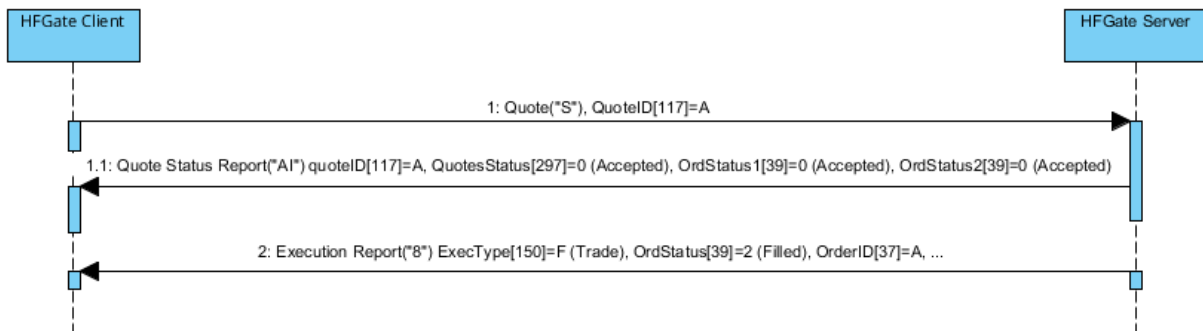 HFGate Client
HFGate Server
1: Quote("S"), QuoteID[117]=A
1.1: Quote Status Report("AI") quoteID[117]=A, QuotesStatus[297]=0 (Accepted), OrdStatus1[39]=0 (Accepted), OrdStatus2[39]=0 (Accepted)
2: Execution Report("8") ExecType[150]=F (Trade), OrdStatus[39]=2 (Filled), OrderID[37]=A, ...